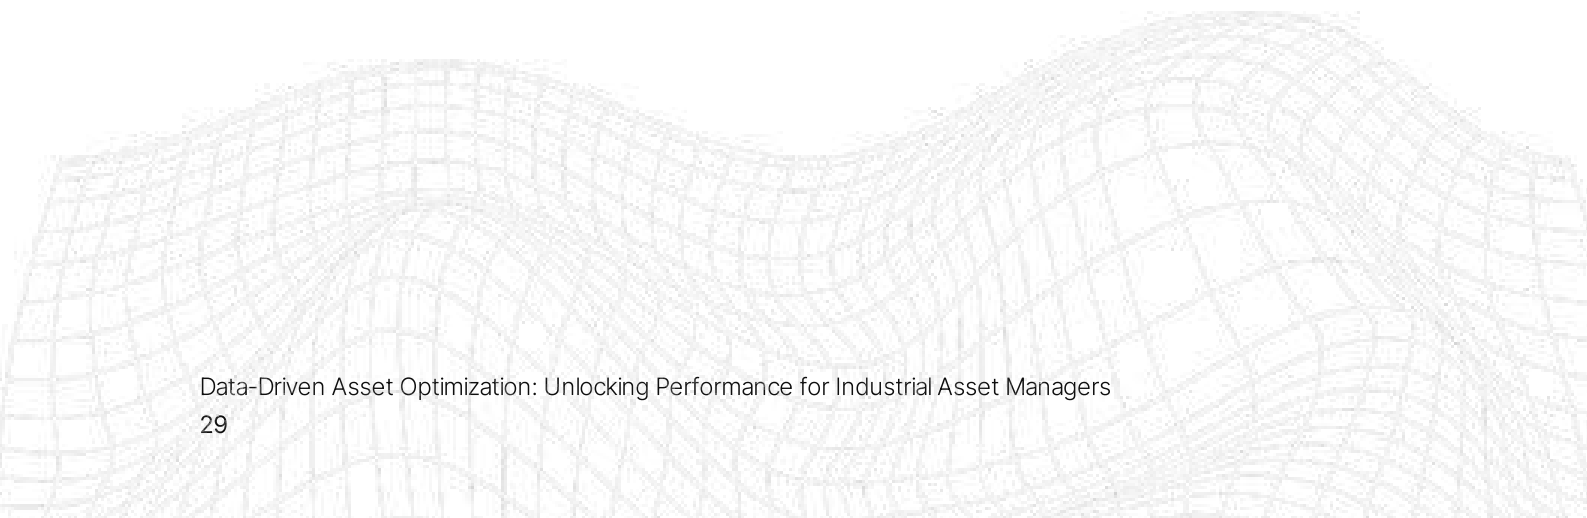 Data-Driven Asset Optimization: Unlocking Performance for Industrial Asset Managers
29